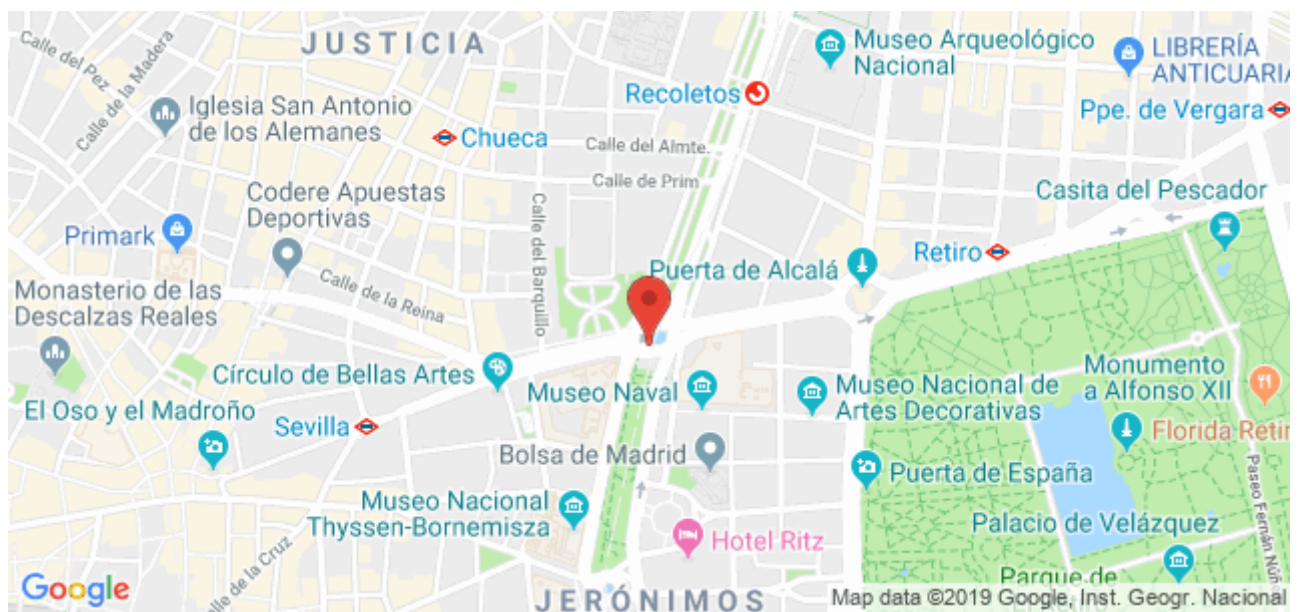 JUSTICIA
Calle del Pez
Calle de la Madera
Museo Arqueológico
Nacional
LIBRERÍA
ANTICUARIA
Recoletos
Ppe. de Vergara
Iglesia San Antonio
de los Alemanes
Chueca
Calle del Almte.
Calle de Prim
Codere Apuestas
Deportivas
Calle del Barquillo
Casita del Pescador
Primark
Retiro
Puerta de Alcalá
Calle de la Reina
Monasterio de las
Descalzas Reales
Círculo de Bellas Artes
Museo Naval
Museo Nacional de
Artes Decorativas
Monumento
a Alfonso XII
El Oso y el Madroño
Sevilla
Florida Retir
Bolsa de Madrid
Puerta de España
Paseo Fernán Núñ
Museo Nacional
Thyssen-Bornemisza
Palacio de Velázquez
Hotel Ritz
Calle de la Cruz
Parque de
Google
JERÓNIMOS
Map data ©2019 Google, Inst. Geogr. Nacional